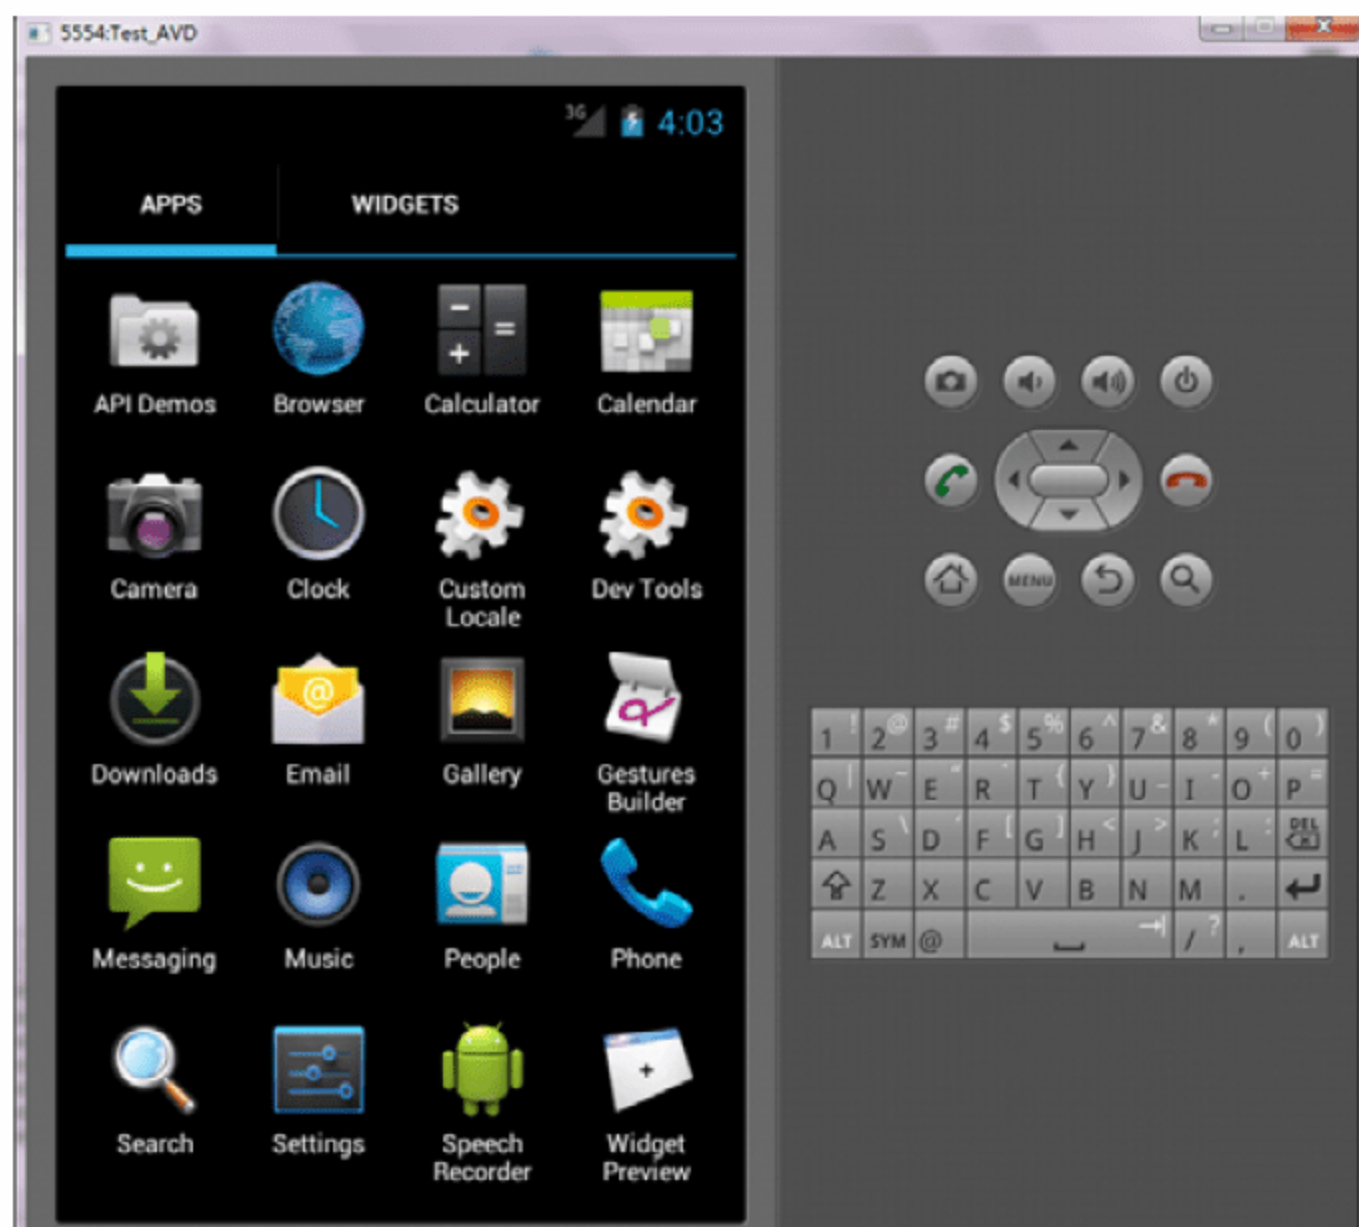 5554:Test_AVD
3G 4:03
APPS WIDGETS
API Demos Browser Calculator Calendar
Camera Clock Custom Locale Dev Tools
Downloads Email Gallery Gestures Builder
Messaging Music People Phone
Search Settings Speech Recorder Widget Preview
MENU
1 ! 2 @ 3 # 4 $ 5 % 6 ^ 7 & 8 * 9 ( 0 )
Q | W ~ E " R ` T { Y } U _ I - O + P =
A S \ D ' F [ G ] H < J > K ; L : DEL
Z X C V B N M .
ALT SYM @ / ? , ALT